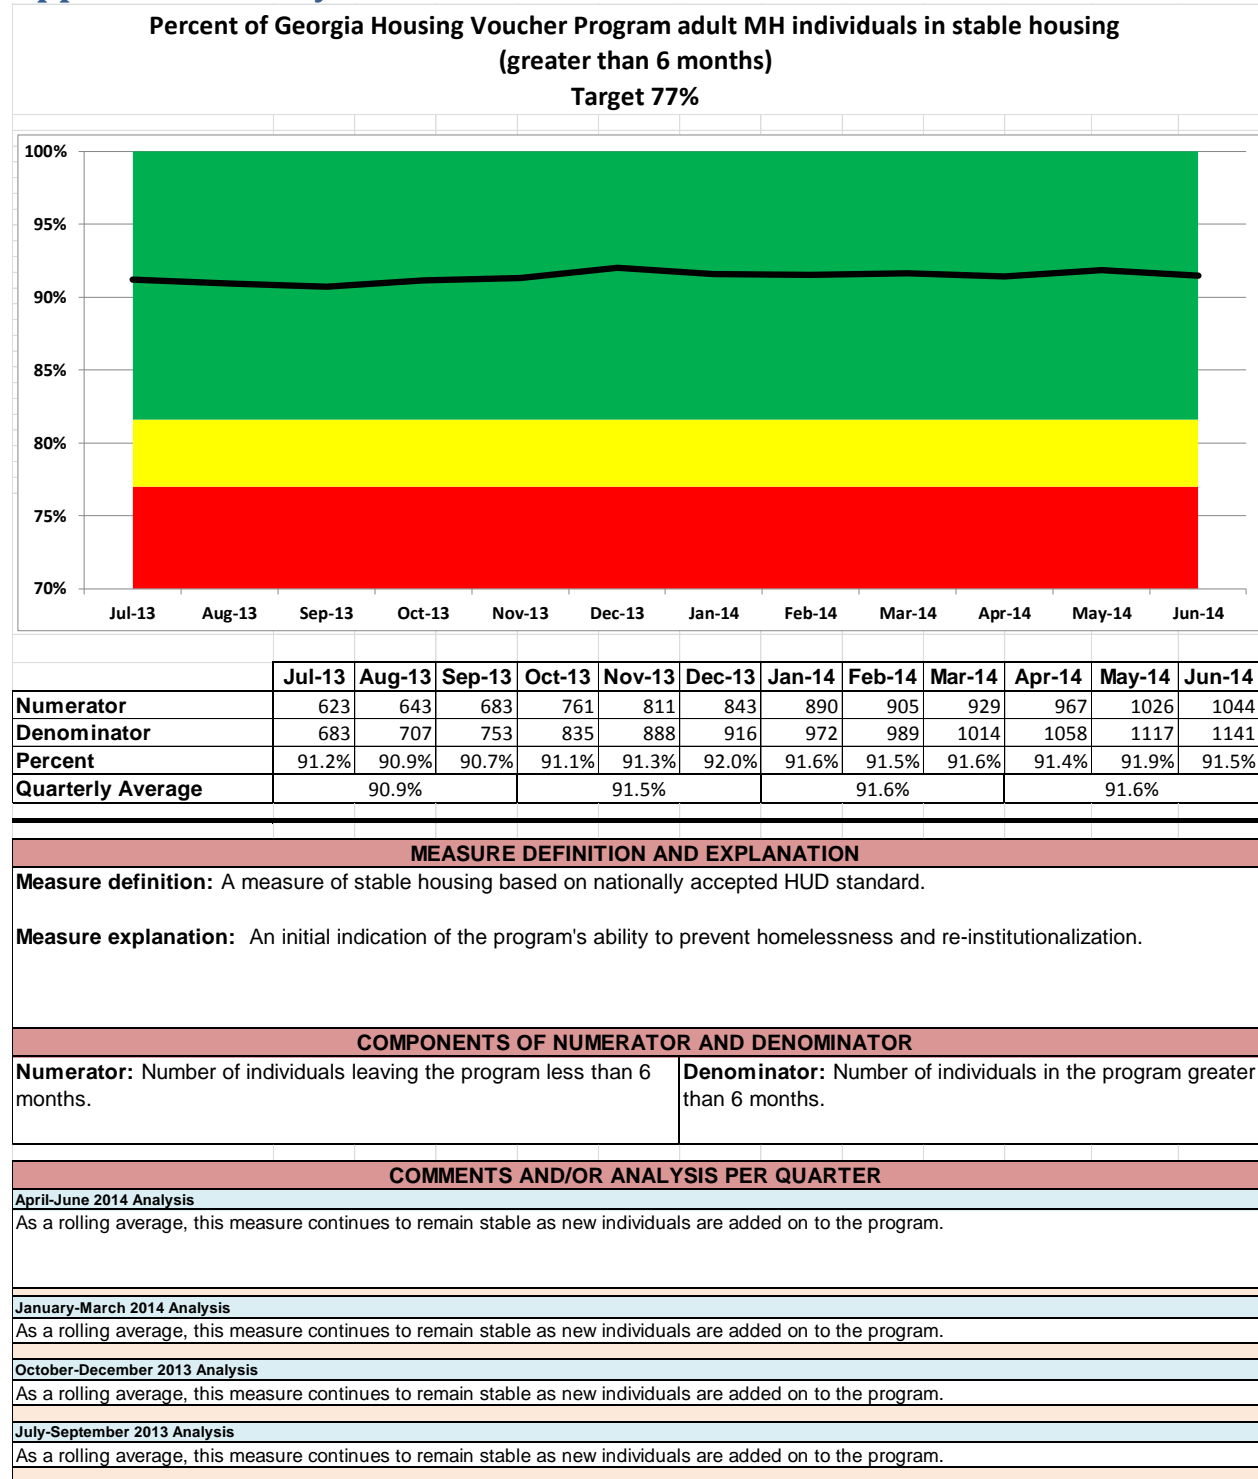 Percent of Georgia Housing Voucher Program adult MH individuals in stable housing
(greater than 6 months)
Target 77%
100%
95%
90%
85%
80%
75%
70%
Jul-13 Aug-13 Sep-13 Oct-13 Nov-13 Dec-13 Jan-14 Feb-14 Mar-14 Apr-14 May-14 Jun-14
Jul-13 Aug-13 Sep-13 Oct-13 Nov-13 Dec-13 Jan-14 Feb-14 Mar-14 Apr-14 May-14 Jun-14
Numerator 623 643 683 761 811 843 890 905 929 967 1026 1044
Denominator 683 707 753 835 888 916 972 989 1014 1058 1117 1141
Percent 91.2% 90.9% 90.7% 91.1% 91.3% 92.0% 91.6% 91.5% 91.6% 91.4% 91.9% 91.5%
Quarterly Average 90.9% 91.5% 91.6% 91.6%
MEASURE DEFINITION AND EXPLANATION
Measure definition: A measure of stable housing based on nationally accepted HUD standard.
Measure explanation: An initial indication of the program's ability to prevent homelessness and re-institutionalization.
COMPONENTS OF NUMERATOR AND DENOMINATOR
Numerator: Number of individuals leaving the program less than 6
months.
Denominator: Number of individuals in the program greater
than 6 months.
COMMENTS AND/OR ANALYSIS PER QUARTER
April-June 2014 Analysis
As a rolling average, this measure continues to remain stable as new individuals are added on to the program.
January-March 2014 Analysis
As a rolling average, this measure continues to remain stable as new individuals are added on to the program.
October-December 2013 Analysis
As a rolling average, this measure continues to remain stable as new individuals are added on to the program.
July-September 2013 Analysis
As a rolling average, this measure continues to remain stable as new individuals are added on to the program.